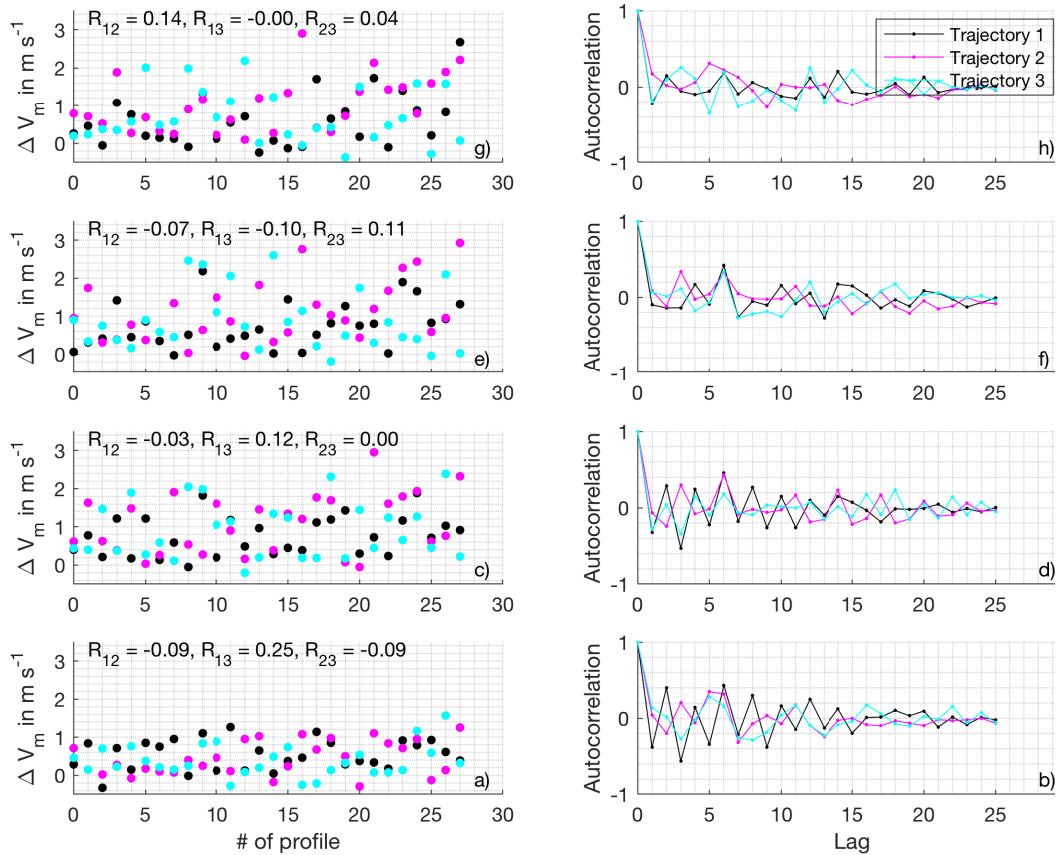 R12 = 0.14, R13 = -0.00, R23 = 0.04
Δ Vm in m s-1
3
2
1
0
g)
0 5 10 15 20 25 30
Autocorrelation
1
0
-1
Trajectory 1
Trajectory 2
Trajectory 3
h)
0 5 10 15 20 25
R12 = -0.07, R13 = -0.10, R23 = 0.11
Δ Vm in m s-1
3
2
1
0
e)
0 5 10 15 20 25 30
Autocorrelation
1
0
-1
f)
0 5 10 15 20 25
R12 = -0.03, R13 = 0.12, R23 = 0.00
Δ Vm in m s-1
3
2
1
0
c)
0 5 10 15 20 25 30
Autocorrelation
1
0
-1
d)
0 5 10 15 20 25
R12 = -0.09, R13 = 0.25, R23 = -0.09
Δ Vm in m s-1
3
2
1
0
a)
0 5 10 15 20 25 30
# of profile
Autocorrelation
1
0
-1
b)
0 5 10 15 20 25
Lag